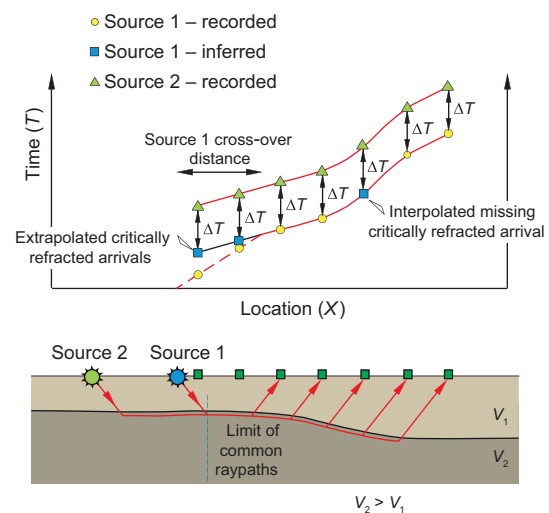 Source 1 – recorded
Source 1 – inferred
Source 2 – recorded
Time (T)
Source 1 cross-over
distance
ΔT
ΔT
ΔT
ΔT
ΔT
ΔT
ΔT
Extrapolated critically
refracted arrivals
Interpolated missing
critically refracted arrival
Location (X)
Source 2
Source 1
Limit of
common
raypaths
V1
V2
V2 > V1